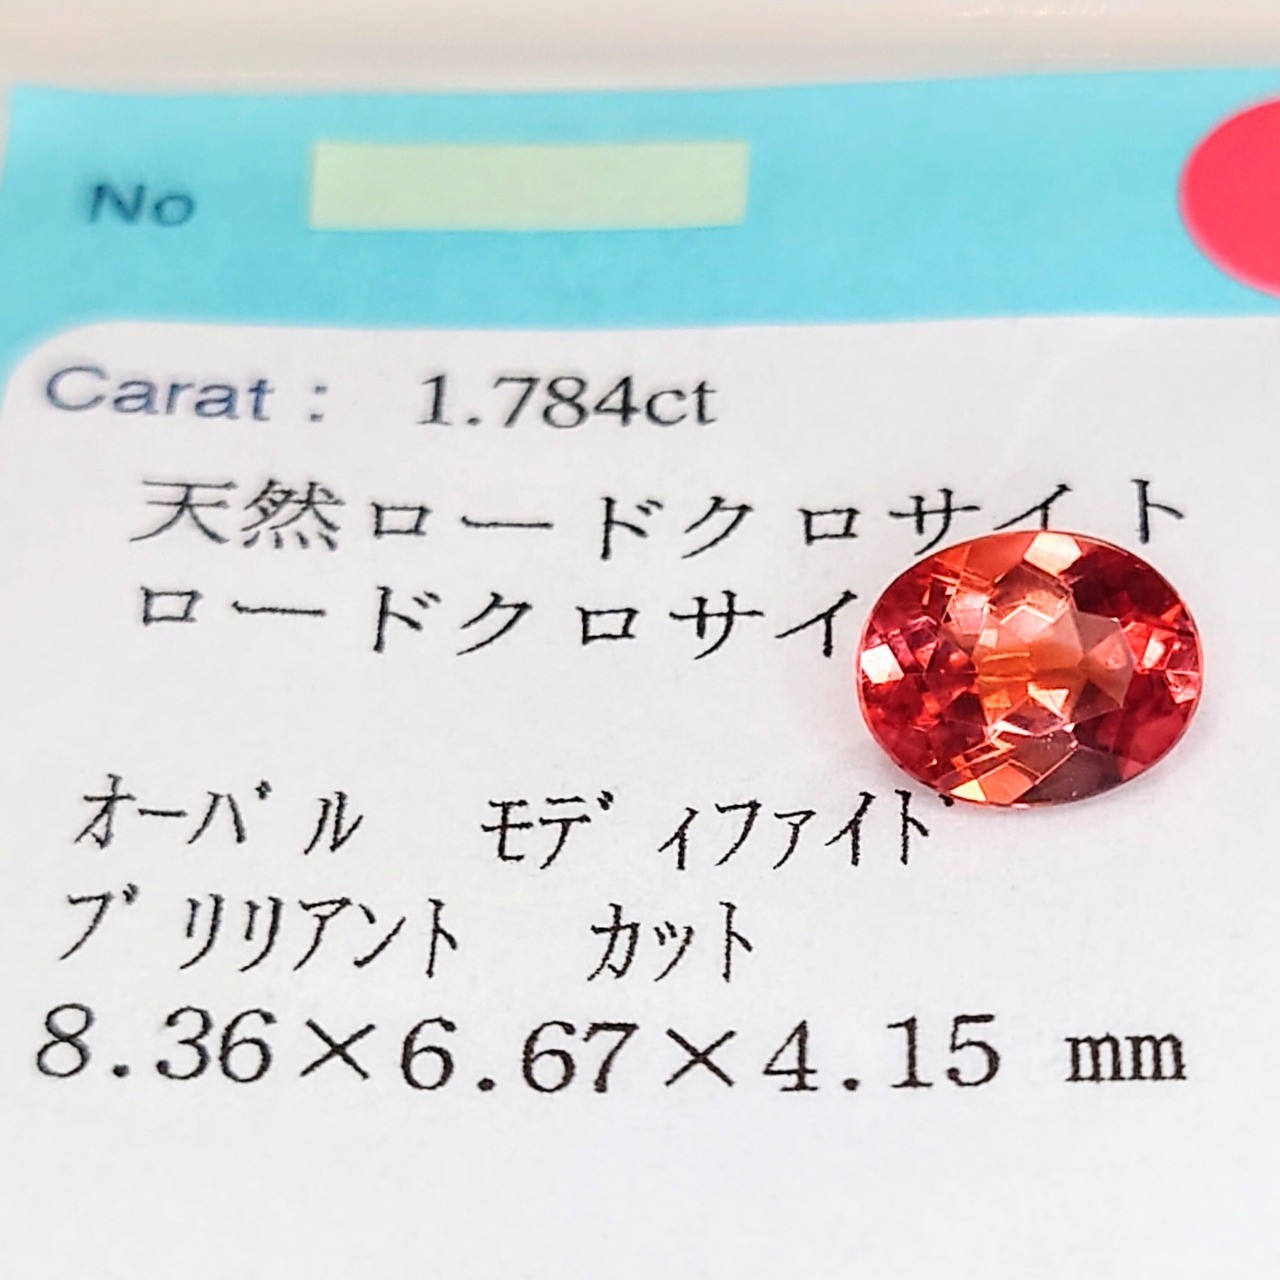 No
Carat : 1.784ct
天然ロードクロサイト
ロードクロサイ
オーバル モディファイド
ブリリアント カット
8.36×6.67×4.15 mm